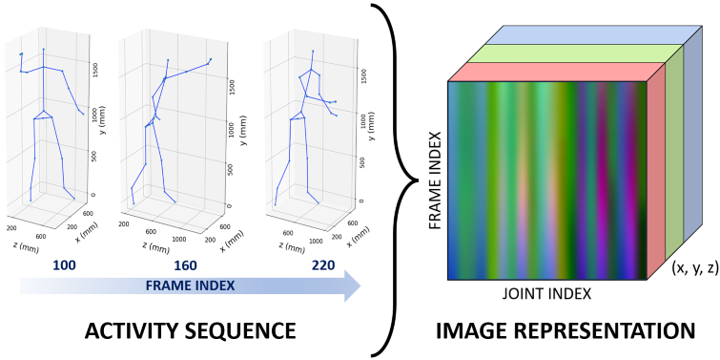 1500
1000
500
0
y (mm)
200
600
z (mm)
200
600
x (mm)
1500
1000
500
0
y (mm)
200
600
1000
z (mm)
200
600
x (mm)
1500
1000
500
0
y (mm)
200
600
1000
z (mm)
200
600
x (mm)
100
160
220
FRAME INDEX
ACTIVITY SEQUENCE
FRAME INDEX
JOINT INDEX
(x, y, z)
IMAGE REPRESENTATION